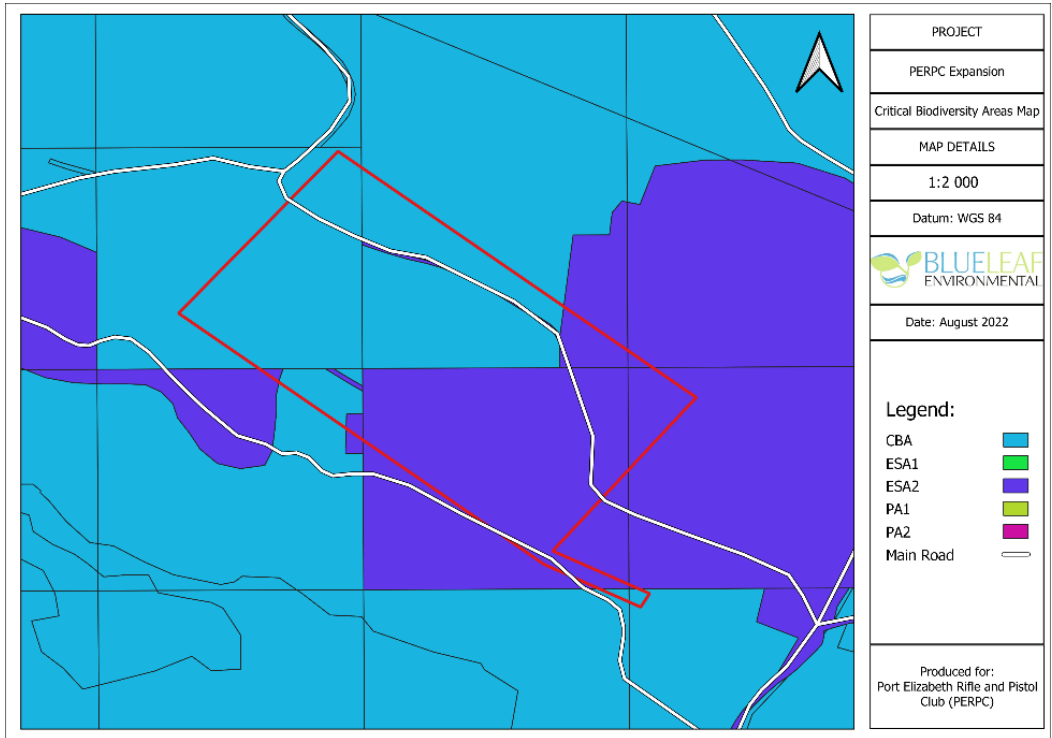 PROJECT
PERPC Expansion
Critical Biodiversity Areas Map
MAP DETAILS
1:2 000
Datum: WGS 84
BLUELEAF
ENVIRONMENTAL
Date: August 2022
Legend:
CBA
ESA1
ESA2
PA1
PA2
Main Road
Produced for:
Port Elizabeth Rifle and Pistol
Club (PERPC)